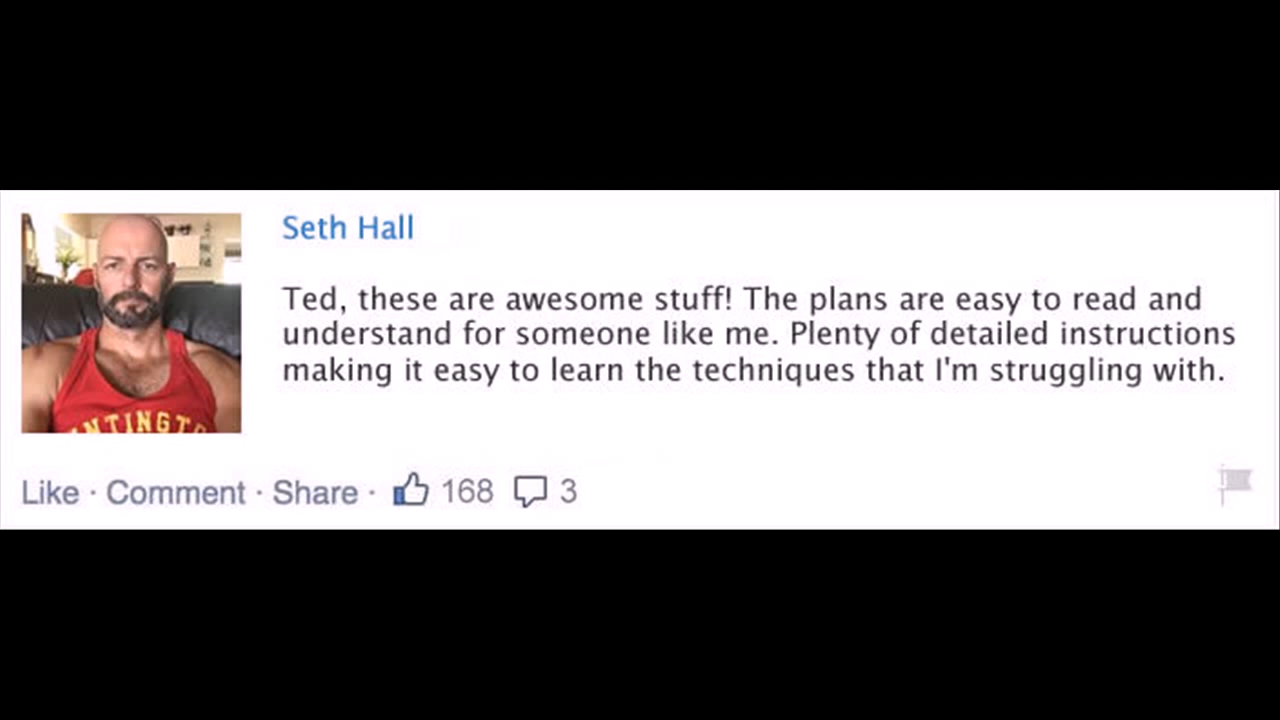 Seth Hall
Ted, these are awesome stuff! The plans are easy to read and
understand for someone like me. Plenty of detailed instructions
making it easy to learn the techniques that I'm struggling with.
NTINGT
Like · Comment · Share · 168 3